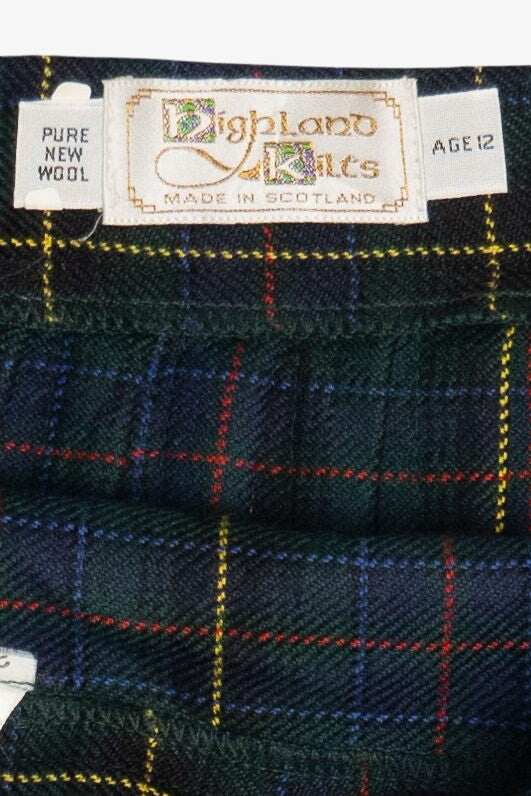 PURE
NEW
WOOL
Highland
Kilts
MADE IN SCOTLAND
AGE 12